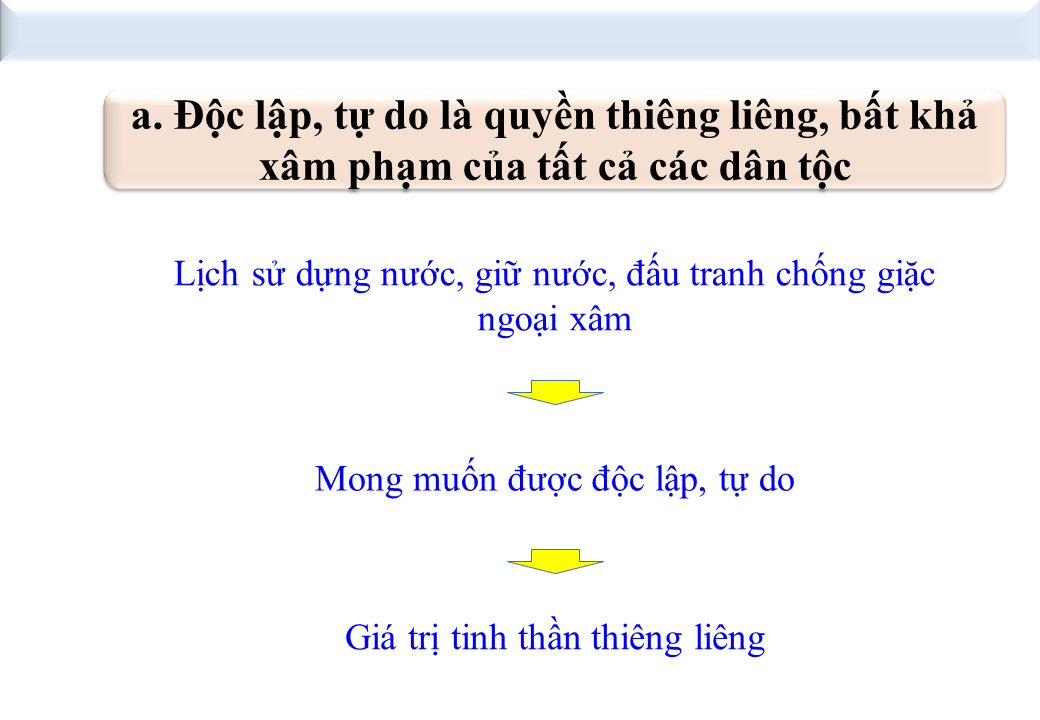 a. Độc lập, tự do là quyền thiêng liêng, bất khả
xâm phạm của tất cả các dân tộc
Lịch sử dựng nước, giữ nước, đấu tranh chống giặc
ngoại xâm
Mong muốn được độc lập, tự do
Giá trị tinh thần thiêng liêng